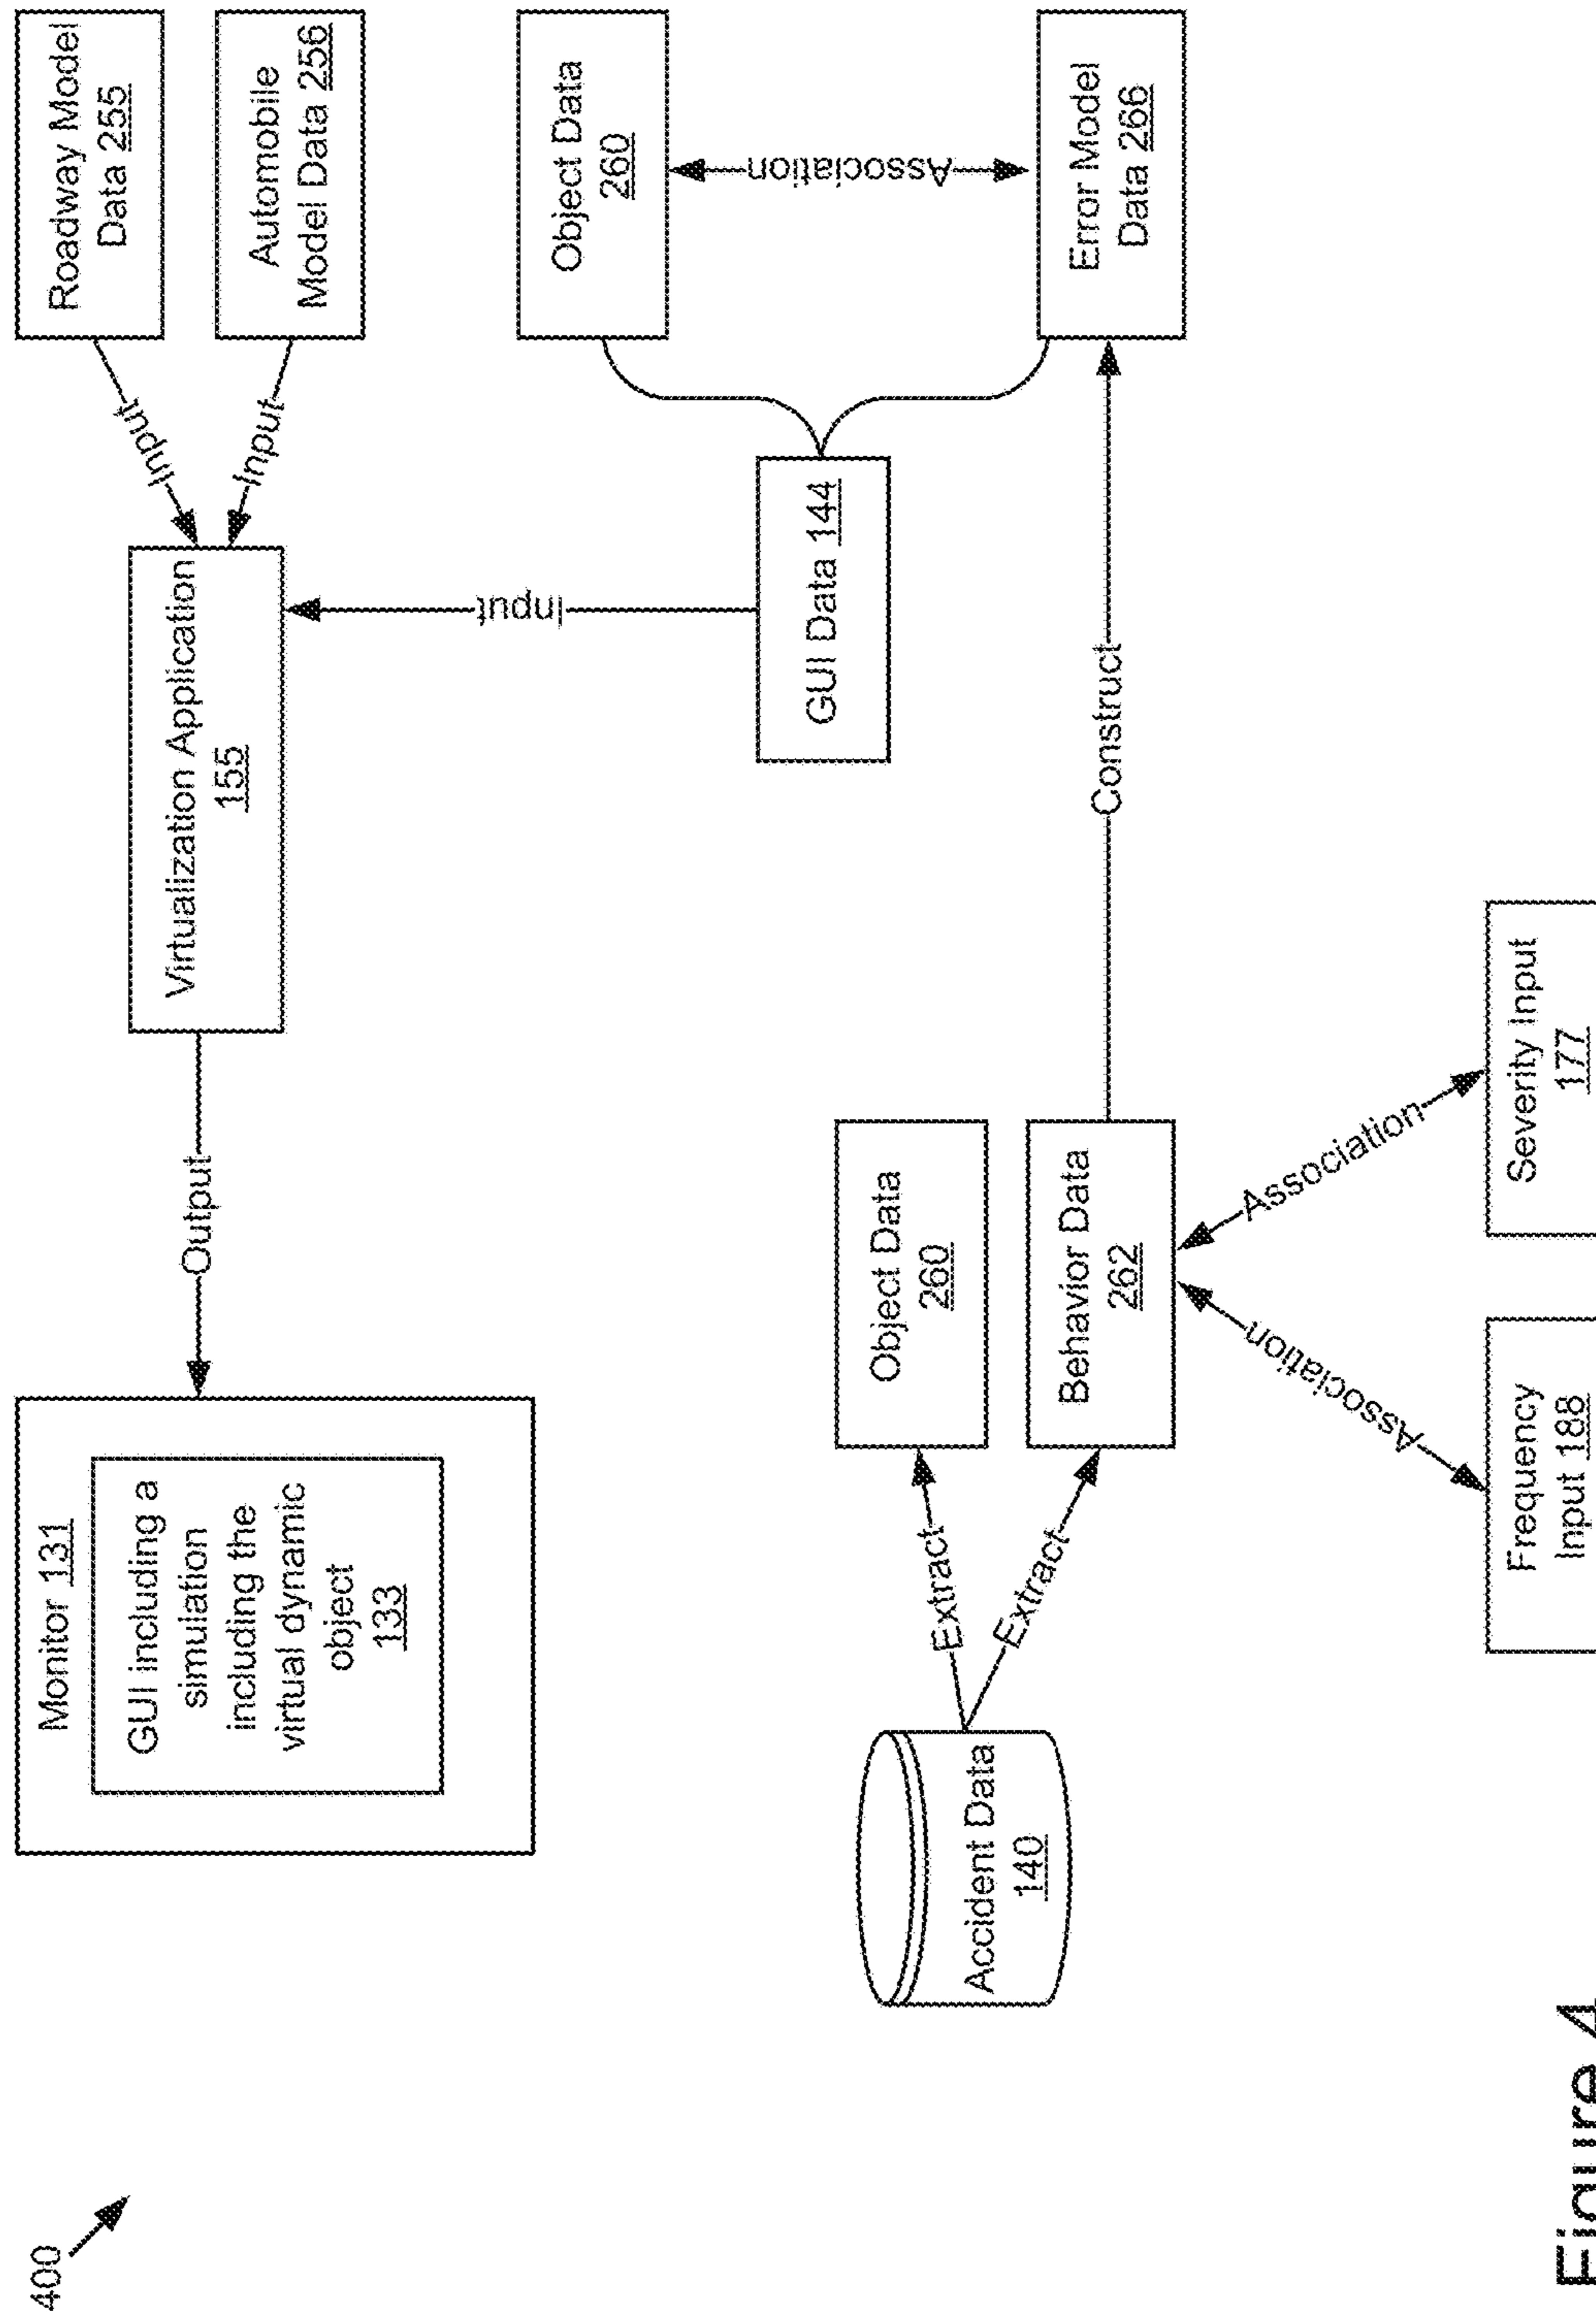 400
Monitor 131
GUI including a
simulation
including the
virtual dynamic
object
133
Output
Virtualization Application
155
Input
Input
Roadway Model
Data 255
Automobile
Model Data 256
Input
GUI Data 144
Object Data
260
Association
Error Model
Data 266
Accident Data
140
Extract
Extract
Object Data
260
Behavior Data
262
Construct
Association
Association
Frequency
Input 188
Severity Input
177
Figure 4